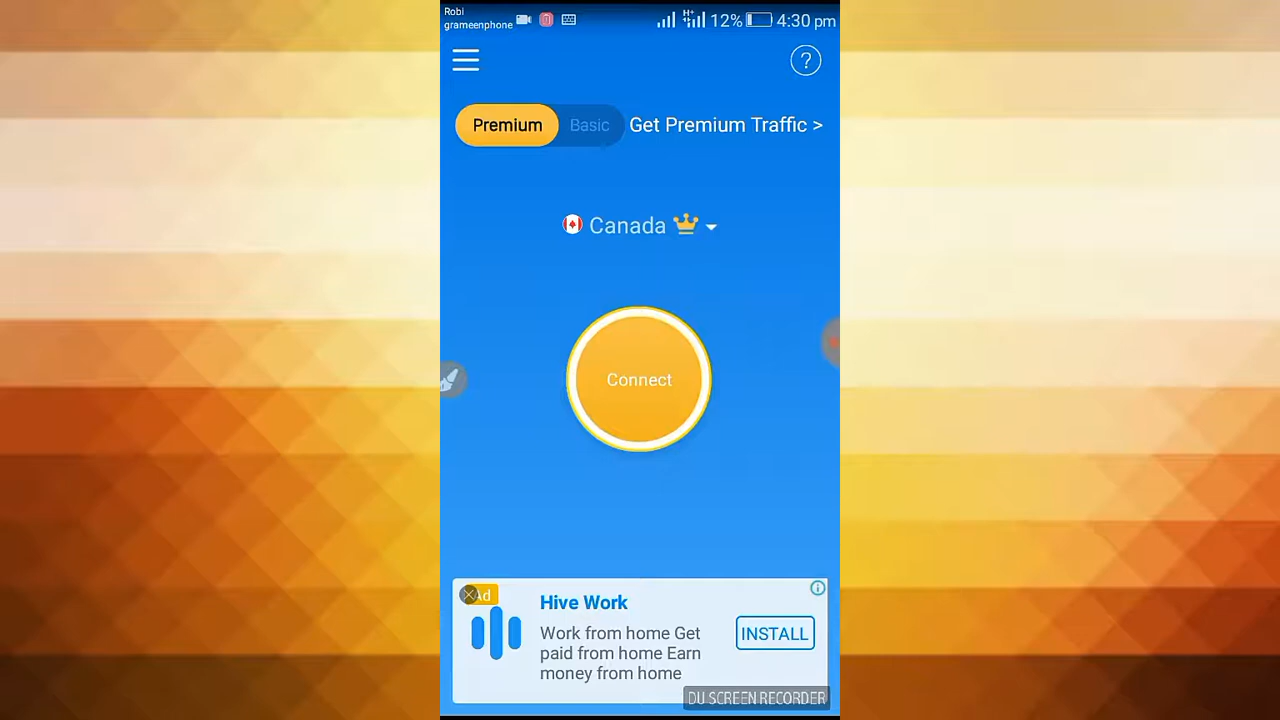 Robi
grameenphone
H+
12%
4:30 pm
?
Premium
Basic
Get Premium Traffic >
Canada
Connect
Ad
Hive Work
Work from home Get
paid from home Earn
money from home
INSTALL
DU SCREEN RECORDER